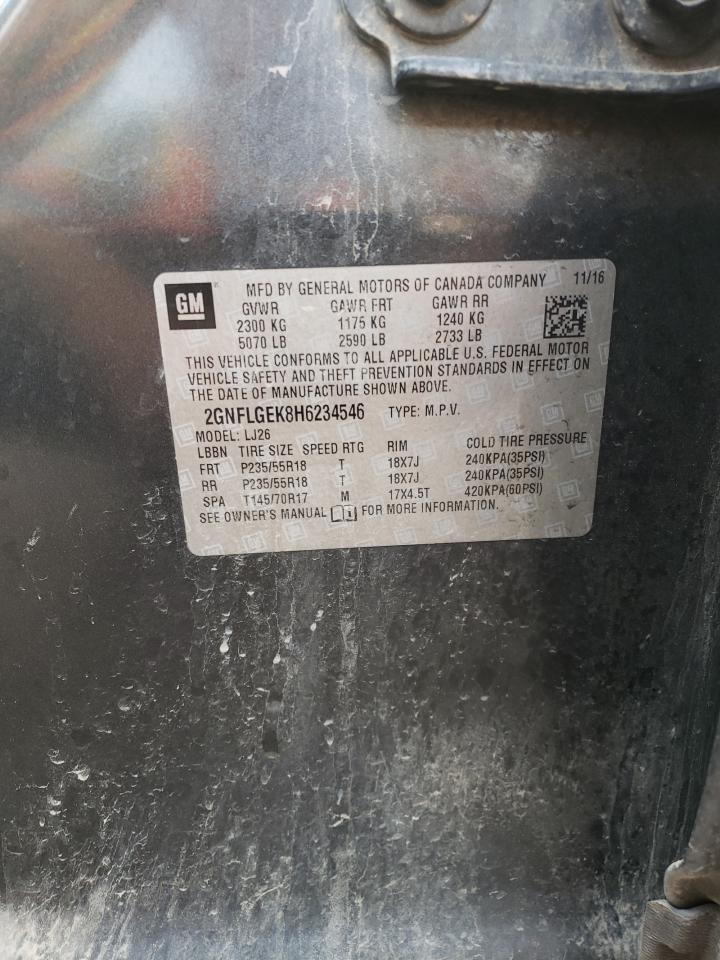 GM
MFD BY GENERAL MOTORS OF CANADA COMPANY 11/16
GVWR GAWR FRT GAWR RR
2300 KG 1175 KG 1240 KG
5070 LB 2590 LB 2733 LB
THIS VEHICLE CONFORMS TO ALL APPLICABLE U.S. FEDERAL MOTOR
VEHICLE SAFETY AND THEFT PREVENTION STANDARDS IN EFFECT ON
THE DATE OF MANUFACTURE SHOWN ABOVE.
2GNFLGEK8H6234546 TYPE: M.P.V.
MODEL: LJ26
LBBN TIRE SIZE SPEED RTG RIM COLD TIRE PRESSURE
FRT P235/55R18 T 18X7J 240KPA(35PSI)
RR P235/55R18 T 18X7J 240KPA(35PSI)
SPA T145/70R17 M 17X4.5T 420KPA(60PSI)
SEE OWNER'S MANUAL FOR MORE INFORMATION.